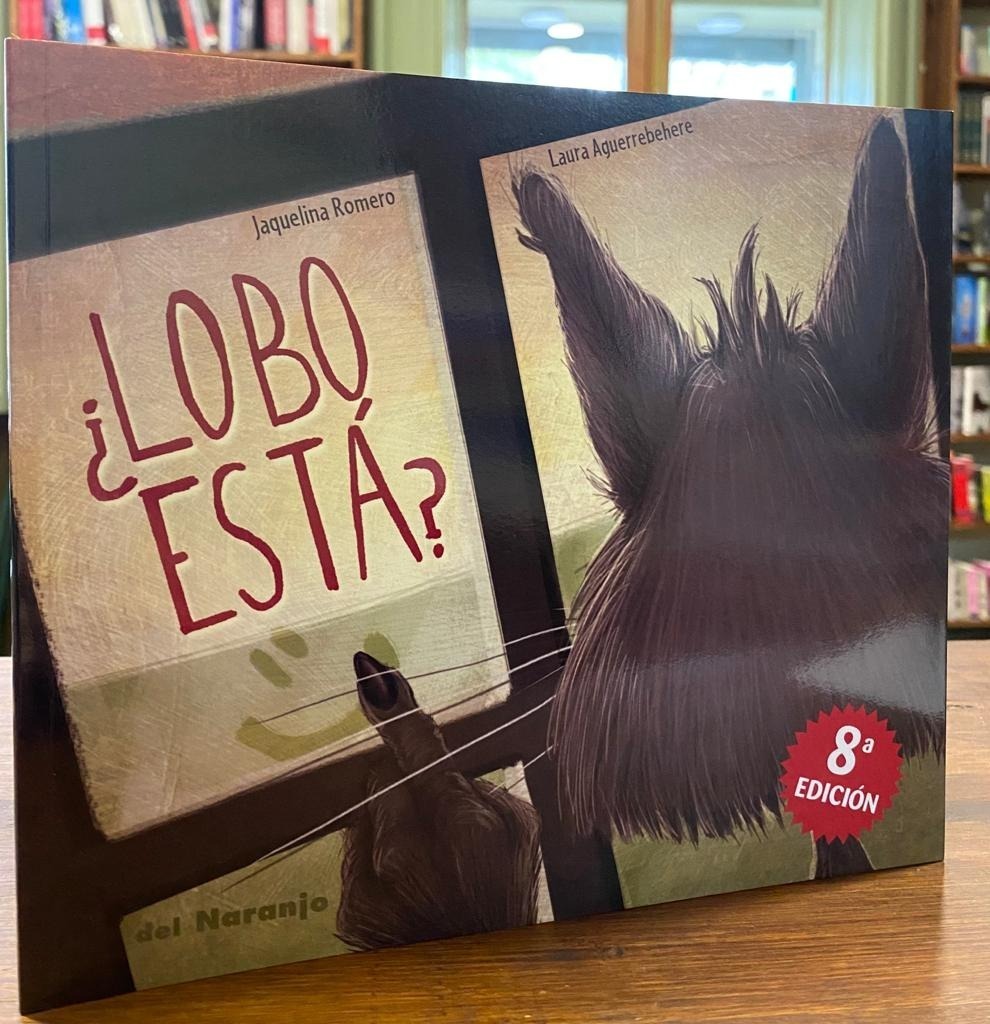 Jaquelina Romero
Laura Aguerrebehere
¿LOBO
ESTÁ?
8ª
EDICIÓN
del Naranjo